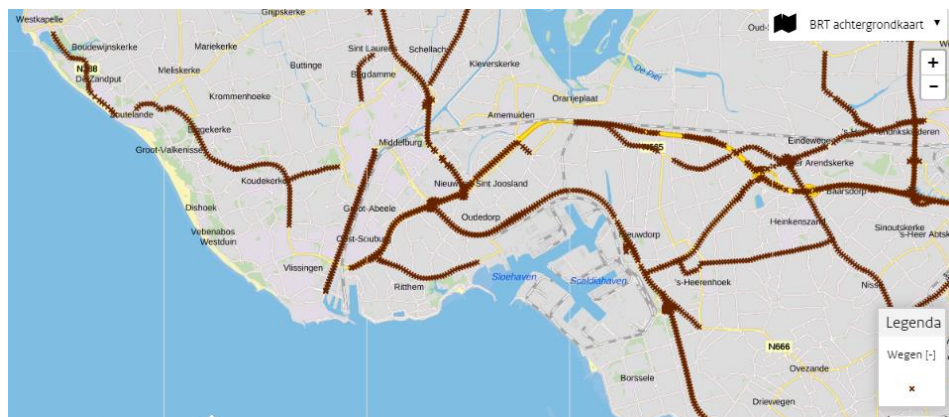 Westkapelle
Grijpskerke
Oud-S
BRT achtergrondkaart
Boudewijnskerke
Mariekerke
Sint Laurens
Schellach
Kleverskerke
N288
De Zandput
Meliskerke
Buttinge
Brigdamme
De Piet
Krommenhoeke
Oranjeplaat
Zoutelande
Arnemuiden
Biggekerke
Middelburg
Eindewege
's-Heer Hendrikskinderen
Groot-Valkenisse
N665
's-Heer Arendskerke
Koudekerke
Nieuw- en Sint Joosland
Baarsdorp
Dishoek
Groot-Abeele
Oudedorp
Heinkenszand
Sinoutskerke
Vebenabos
Westduin
Oost-Souburg
Nieuwdorp
's-Heer Abtsk
Vlissingen
Sloehaven
Scaldiahaven
Ritthem
's-Heerenhoek
Nisse
Legenda
Wegen [-]
N666
Ovezande
Borssele
Driewegen